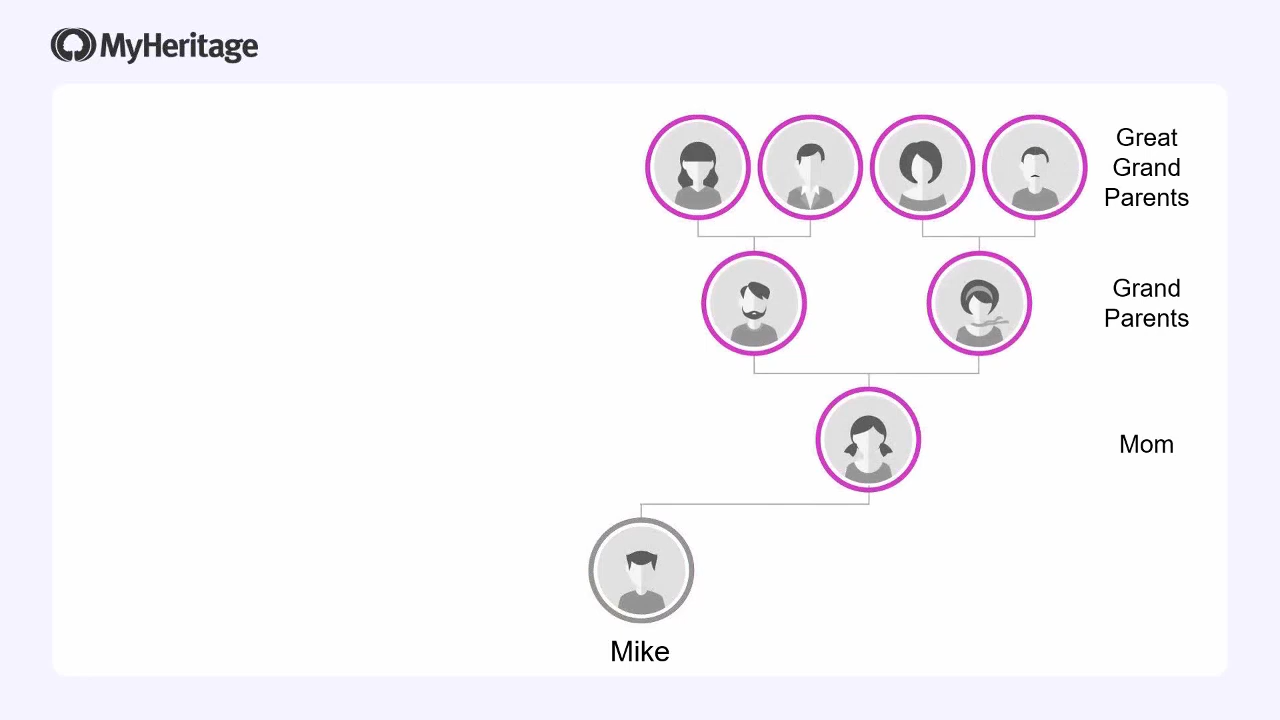 MyHeritage
Great
Grand
Parents
Grand
Parents
Mom
Mike